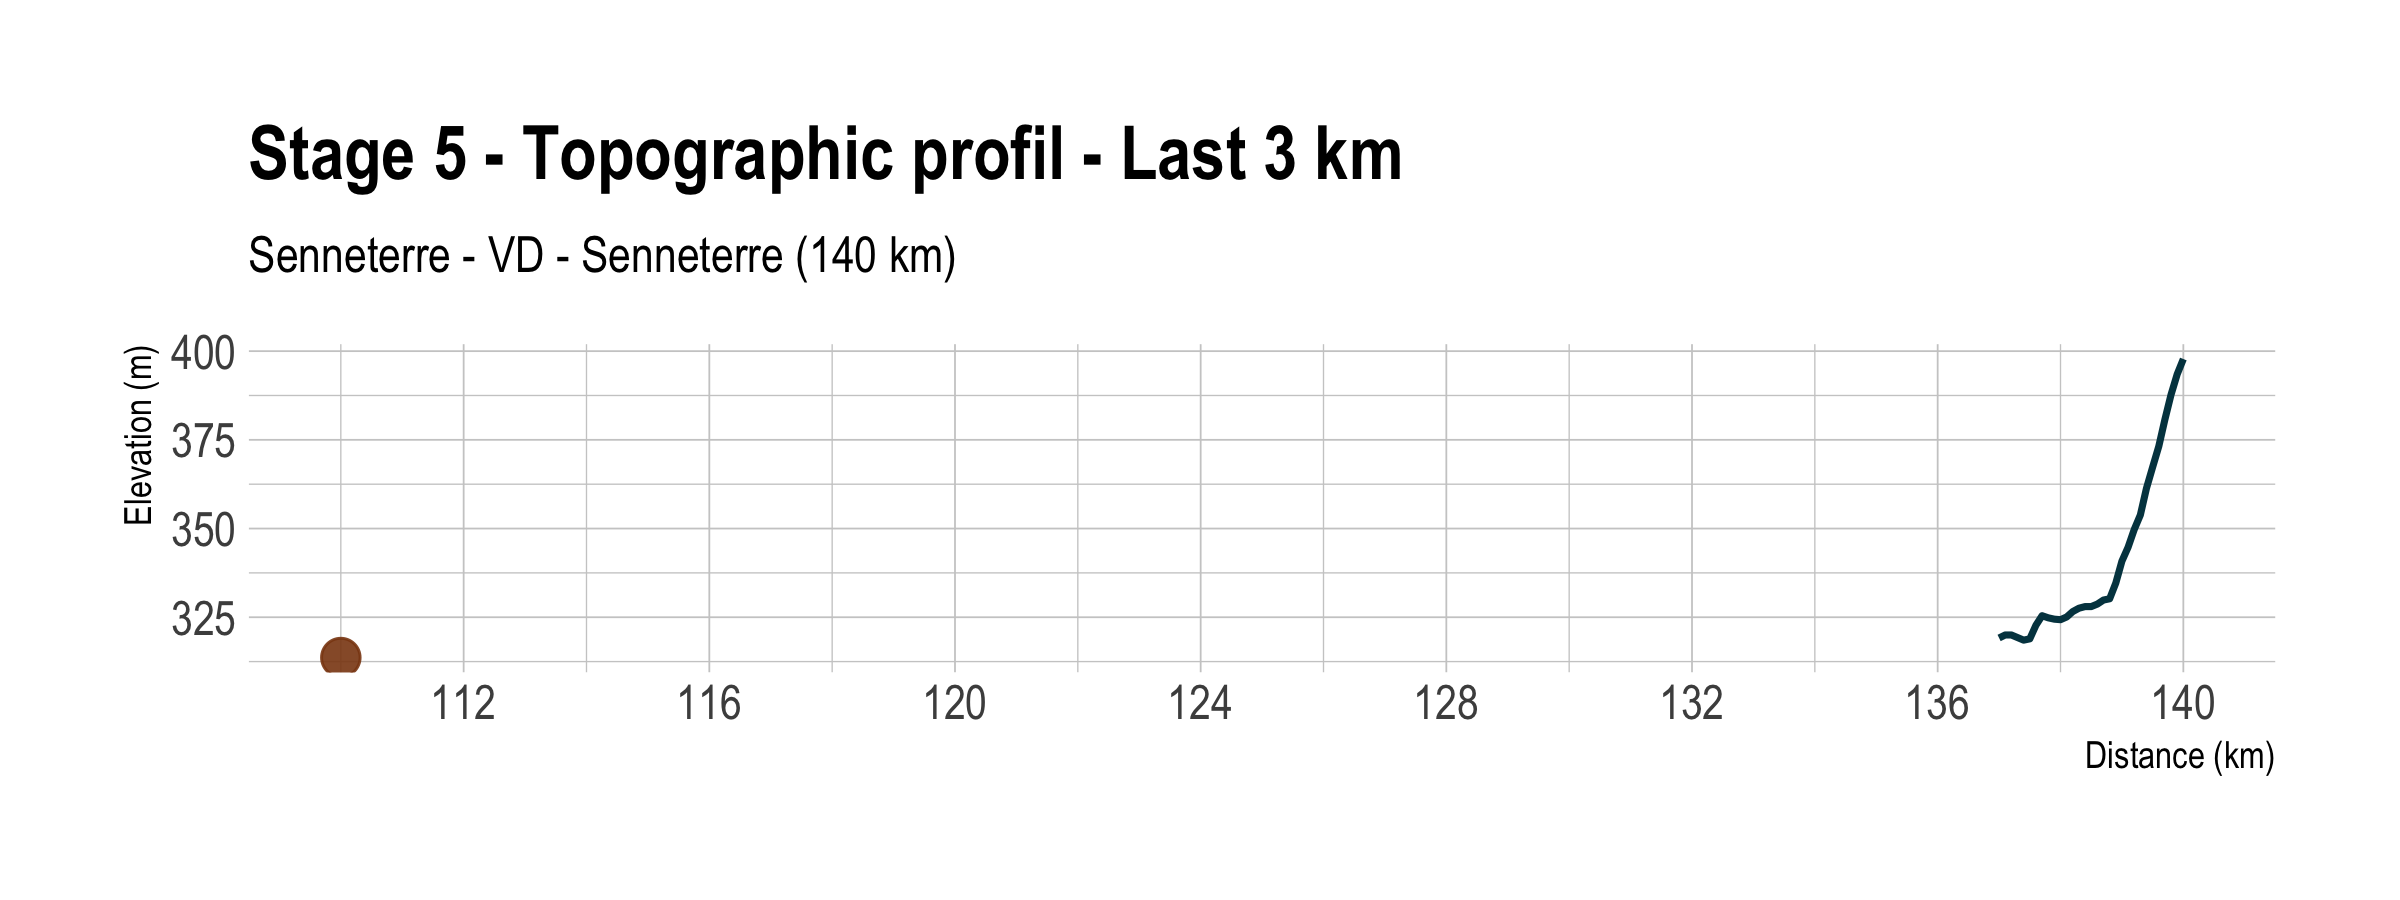 Stage 5 - Topographic profil - Last 3 km
Senneterre - VD - Senneterre (140 km)
Elevation (m)
400
375
350
325
112 116 120 124 128 132 136 140
Distance (km)